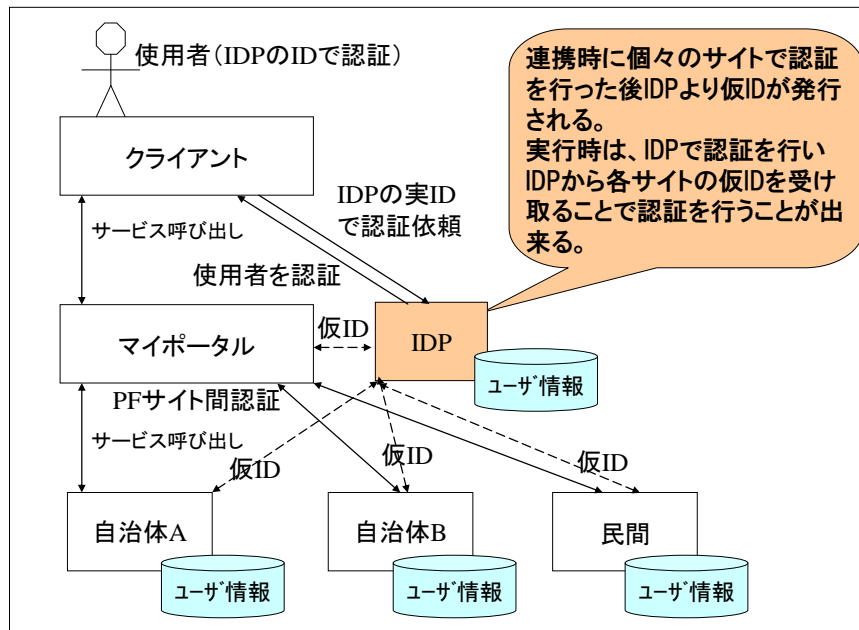 使用者(IDPのIDで認証)
連携時に個々のサイトで認証
を行った後IDPより仮IDが発行
される。
実行時は、IDPで認証を行い
IDPから各サイトの仮IDを受け
取ることで認証を行うことが出
来る。
クライアント
IDPの実ID
で認証依頼
サービス呼び出し
使用者を認証
仮ID
マイポータル
IDP
ユーザ情報
PFサイト間認証
サービス呼び出し
仮ID
仮ID
仮ID
自治体A
自治体B
民間
ユーザ情報
ユーザ情報
ユーザ情報